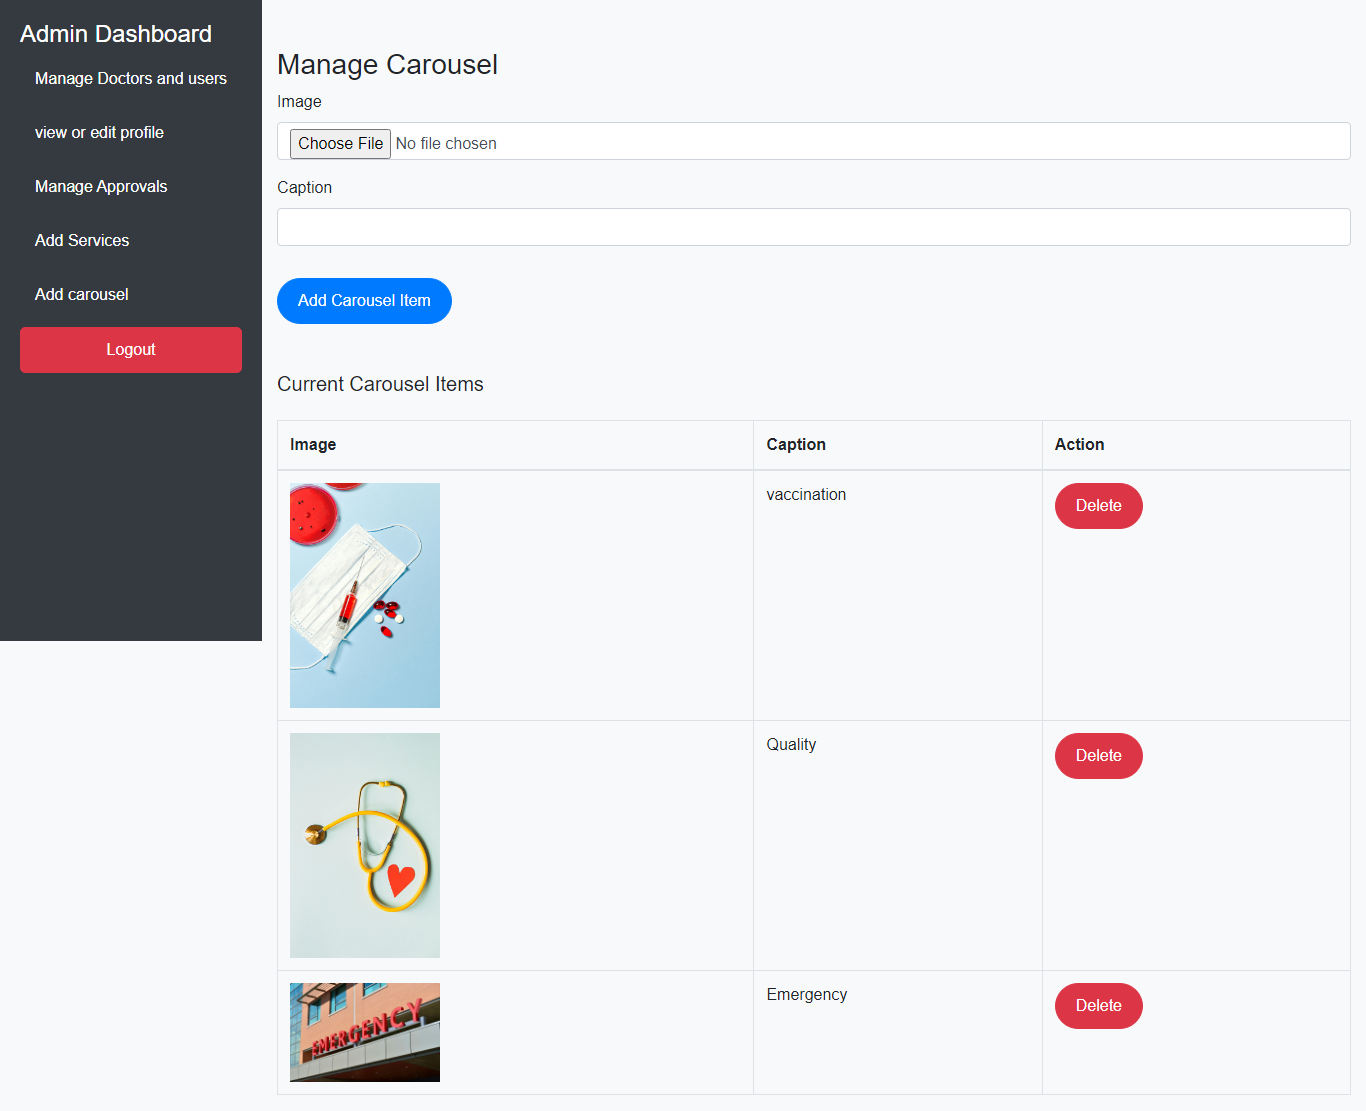 Admin Dashboard
Manage Doctors and users
view or edit profile
Manage Approvals
Add Services
Add carousel
Logout
Manage Carousel
Image
Choose File No file chosen
Caption
Add Carousel Item
Current Carousel Items
Image Caption Action
vaccination Delete
Quality Delete
EMERGENCY Emergency Delete